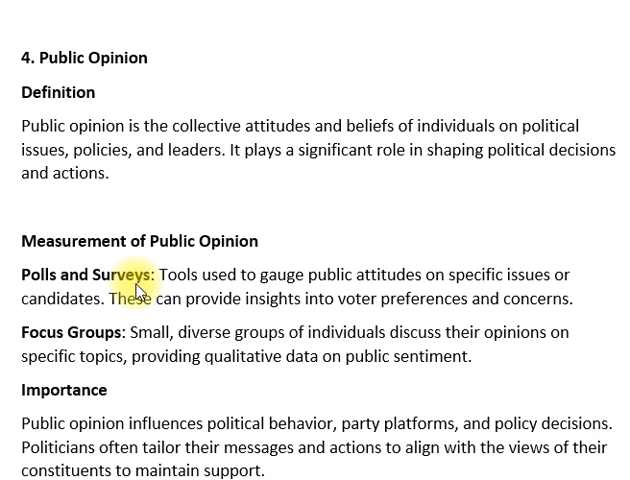 4. Public Opinion
Definition
Public opinion is the collective attitudes and beliefs of individuals on political
issues, policies, and leaders. It plays a significant role in shaping political decisions
and actions.
Measurement of Public Opinion
Polls and Surveys: Tools used to gauge public attitudes on specific issues or
candidates. These can provide insights into voter preferences and concerns.
Focus Groups: Small, diverse groups of individuals discuss their opinions on
specific topics, providing qualitative data on public sentiment.
Importance
Public opinion influences political behavior, party platforms, and policy decisions.
Politicians often tailor their messages and actions to align with the views of their
constituents to maintain support.